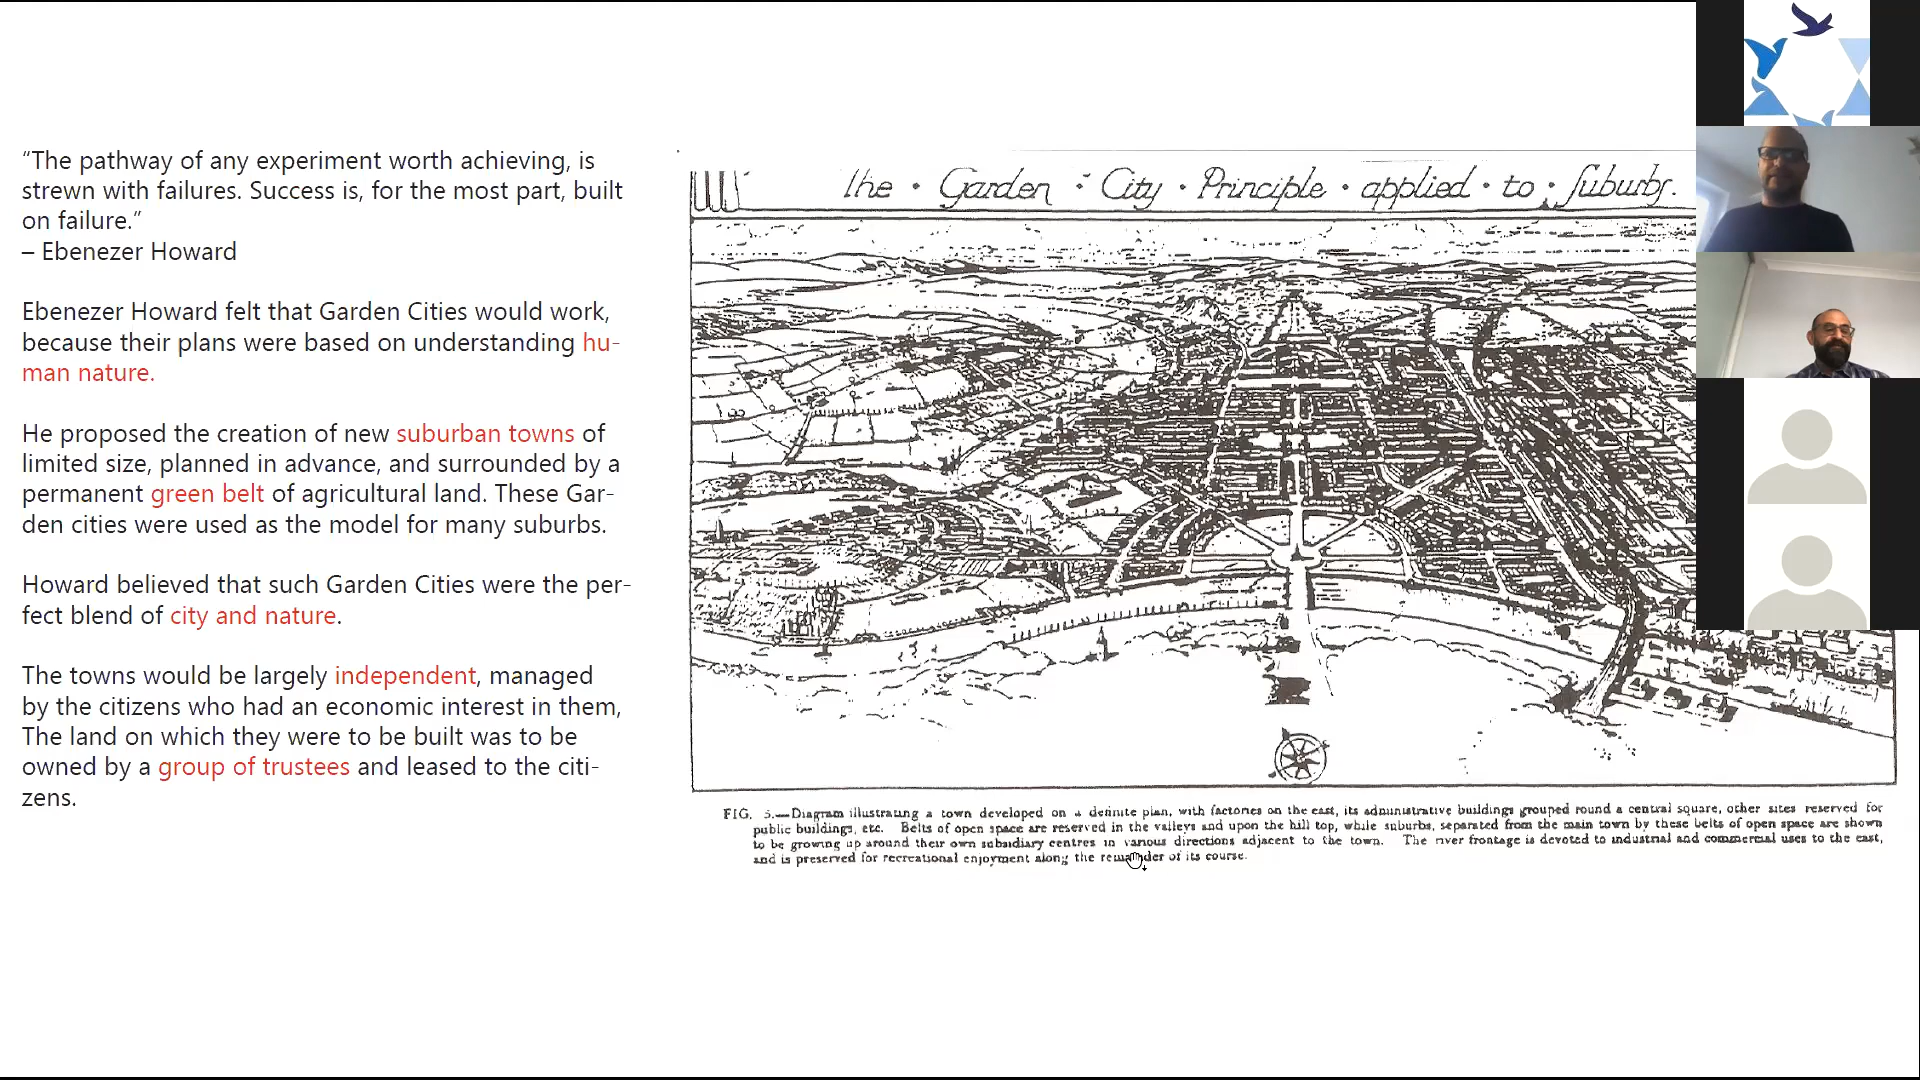 “The pathway of any experiment worth achieving, is
strewn with failures. Success is, for the most part, built
on failure.”
– Ebenezer Howard
Ebenezer Howard felt that Garden Cities would work,
because their plans were based on understanding hu-
man nature.
He proposed the creation of new suburban towns of
limited size, planned in advance, and surrounded by a
permanent green belt of agricultural land. These Gar-
den cities were used as the model for many suburbs.
Howard believed that such Garden Cities were the per-
fect blend of city and nature.
The towns would be largely independent, managed
by the citizens who had an economic interest in them,
The land on which they were to be built was to be
owned by a group of trustees and leased to the citi-
zens.
The · Garden · City · Principle · applied · to · Suburbs.
FIG. 5.—Diagram illustrating a town developed on a definite plan, with factories on the east, its administrative buildings grouped round a central square, other sites reserved for
public buildings, etc. Belts of open space are reserved in the valleys and upon the hill top, while suburbs, separated from the main town by these belts of open space are shown
to be growing up around their own subsidiary centres in various directions adjacent to the town. The river frontage is devoted to industrial and commercial uses to the east,
and is preserved for recreational enjoyment along the remainder of its course.